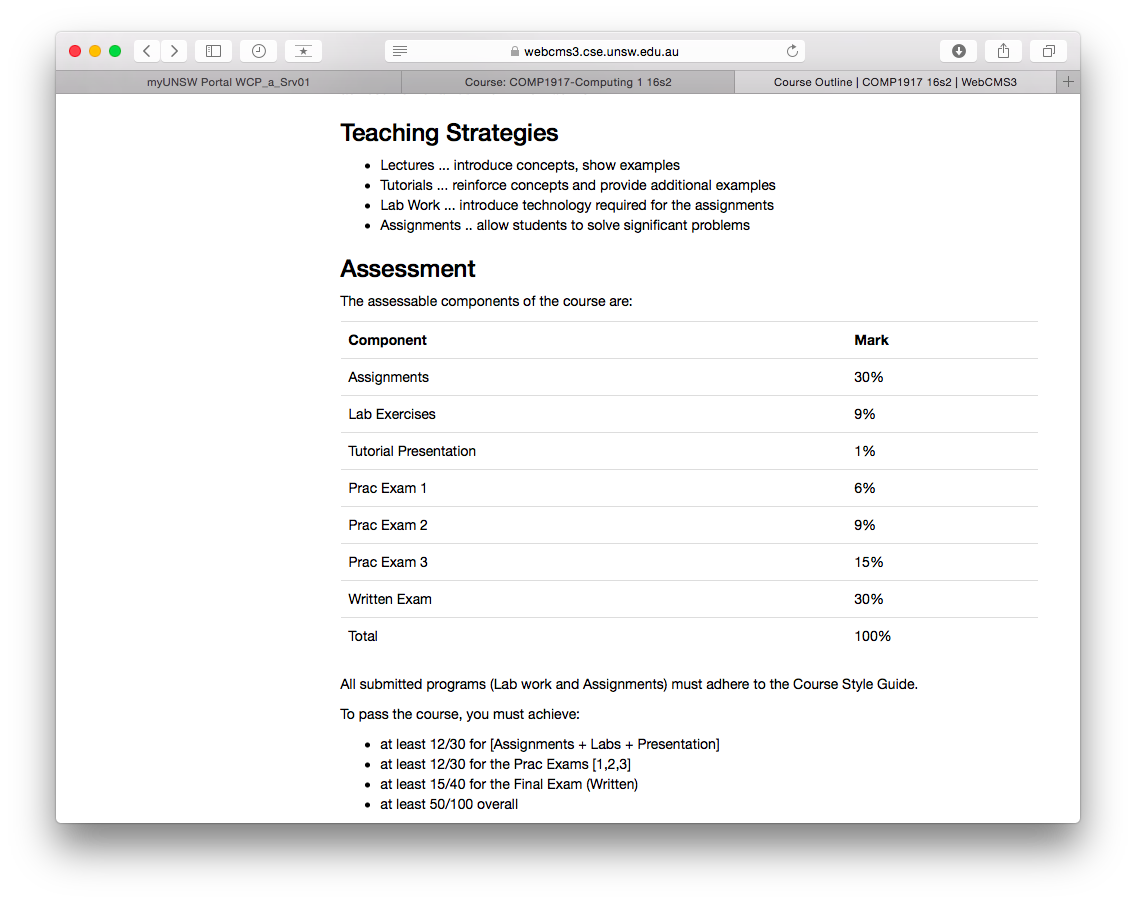 webcms3.cse.unsw.edu.au
myUNSW Portal WCP_a_Srv01
Course: COMP1917-Computing 1 16s2
Course Outline | COMP1917 16s2 | WebCMS3
Teaching Strategies
Lectures ... introduce concepts, show examples
Tutorials ... reinforce concepts and provide additional examples
Lab Work ... introduce technology required for the assignments
Assignments .. allow students to solve significant problems
Assessment
The assessable components of the course are:
Component Mark
Assignments 30%
Lab Exercises 9%
Tutorial Presentation 1%
Prac Exam 1 6%
Prac Exam 2 9%
Prac Exam 3 15%
Written Exam 30%
Total 100%
All submitted programs (Lab work and Assignments) must adhere to the Course Style Guide.
To pass the course, you must achieve:
at least 12/30 for [Assignments + Labs + Presentation]
at least 12/30 for the Prac Exams [1,2,3]
at least 15/40 for the Final Exam (Written)
at least 50/100 overall